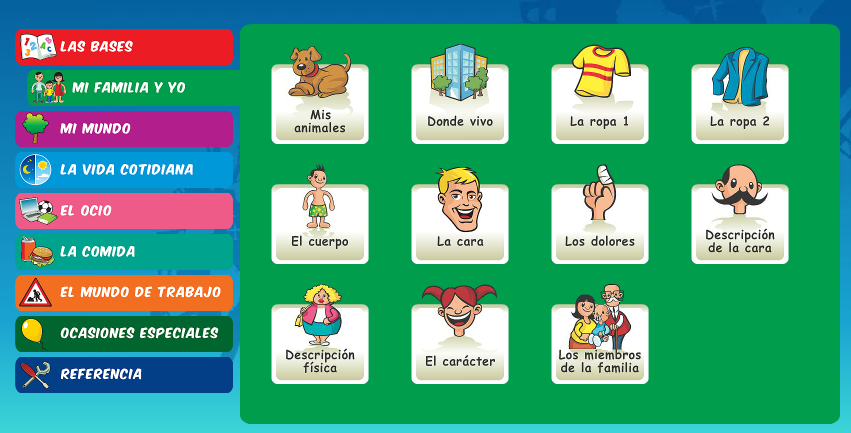 LAS BASES
MI FAMILIA Y YO
MI MUNDO
LA VIDA COTIDIANA
EL OCIO
LA COMIDA
EL MUNDO DE TRABAJO
OCASIONES ESPECIALES
REFERENCIA
Mis
animales
Donde vivo
La ropa 1
La ropa 2
El cuerpo
La cara
Los dolores
Descripción
de la cara
Descripción
física
El carácter
Los miembros
de la familia